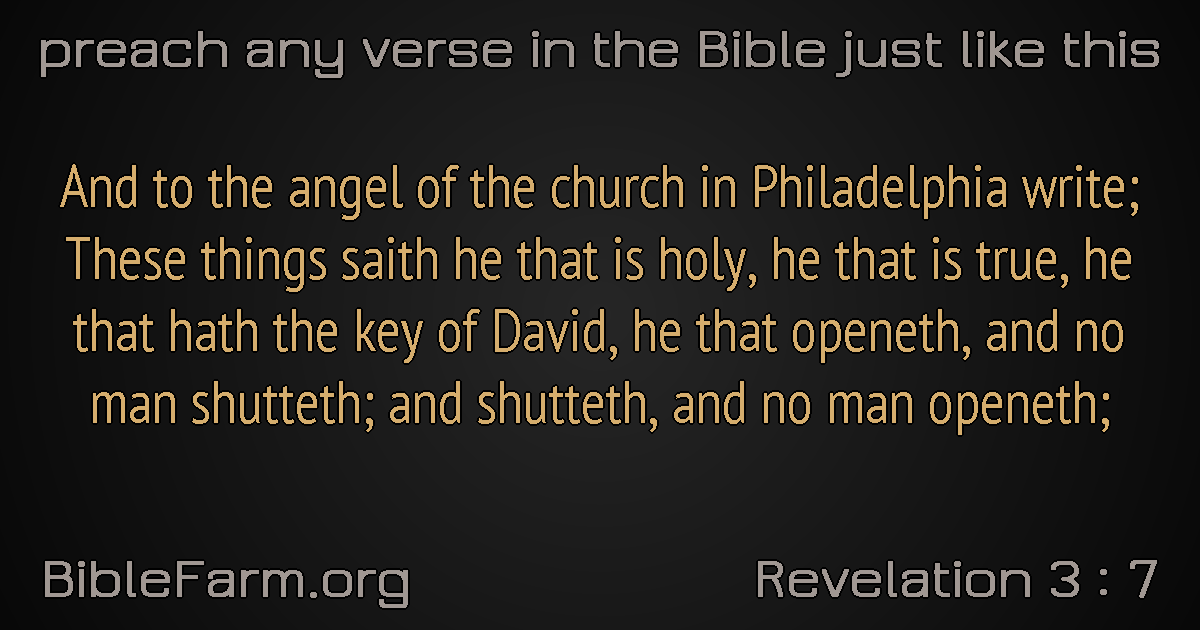 preach any verse in the Bible just like this
And to the angel of the church in Philadelphia write;
These things saith he that is holy, he that is true, he
that hath the key of David, he that openeth, and no
man shutteth; and shutteth, and no man openeth;
BibleFarm.org
Revelation 3 : 7